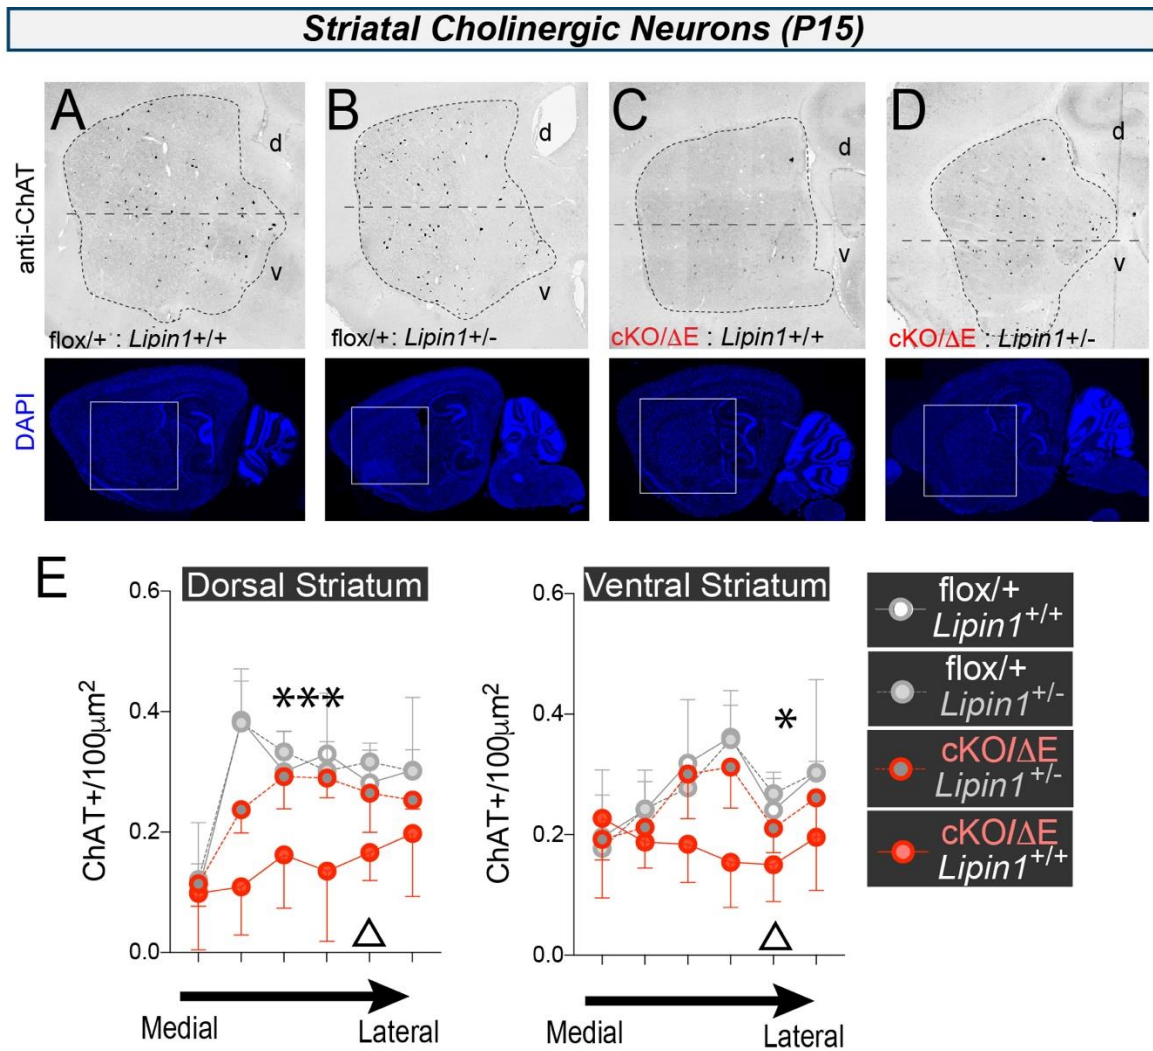 Striatal Cholinergic Neurons (P15)
A
B
C
D
anti-ChAT
d
v
d
v
d
v
d
v
flox/+ : Lipin1+/+
flox/+: Lipin1+/-
cKO/ΔE : Lipin1+/+
cKO/ΔE : Lipin1+/-
DAPI
E
Dorsal Striatum
ChAT+/100µm²
0.6
0.4
0.2
0.0
***
△
Medial
Lateral
Ventral Striatum
ChAT+/100µm²
0.6
0.4
0.2
0.0
*
△
Medial
Lateral
flox/+
Lipin1+/+
flox/+
Lipin1+/-
cKO/ΔE
Lipin1+/-
cKO/ΔE
Lipin1+/+